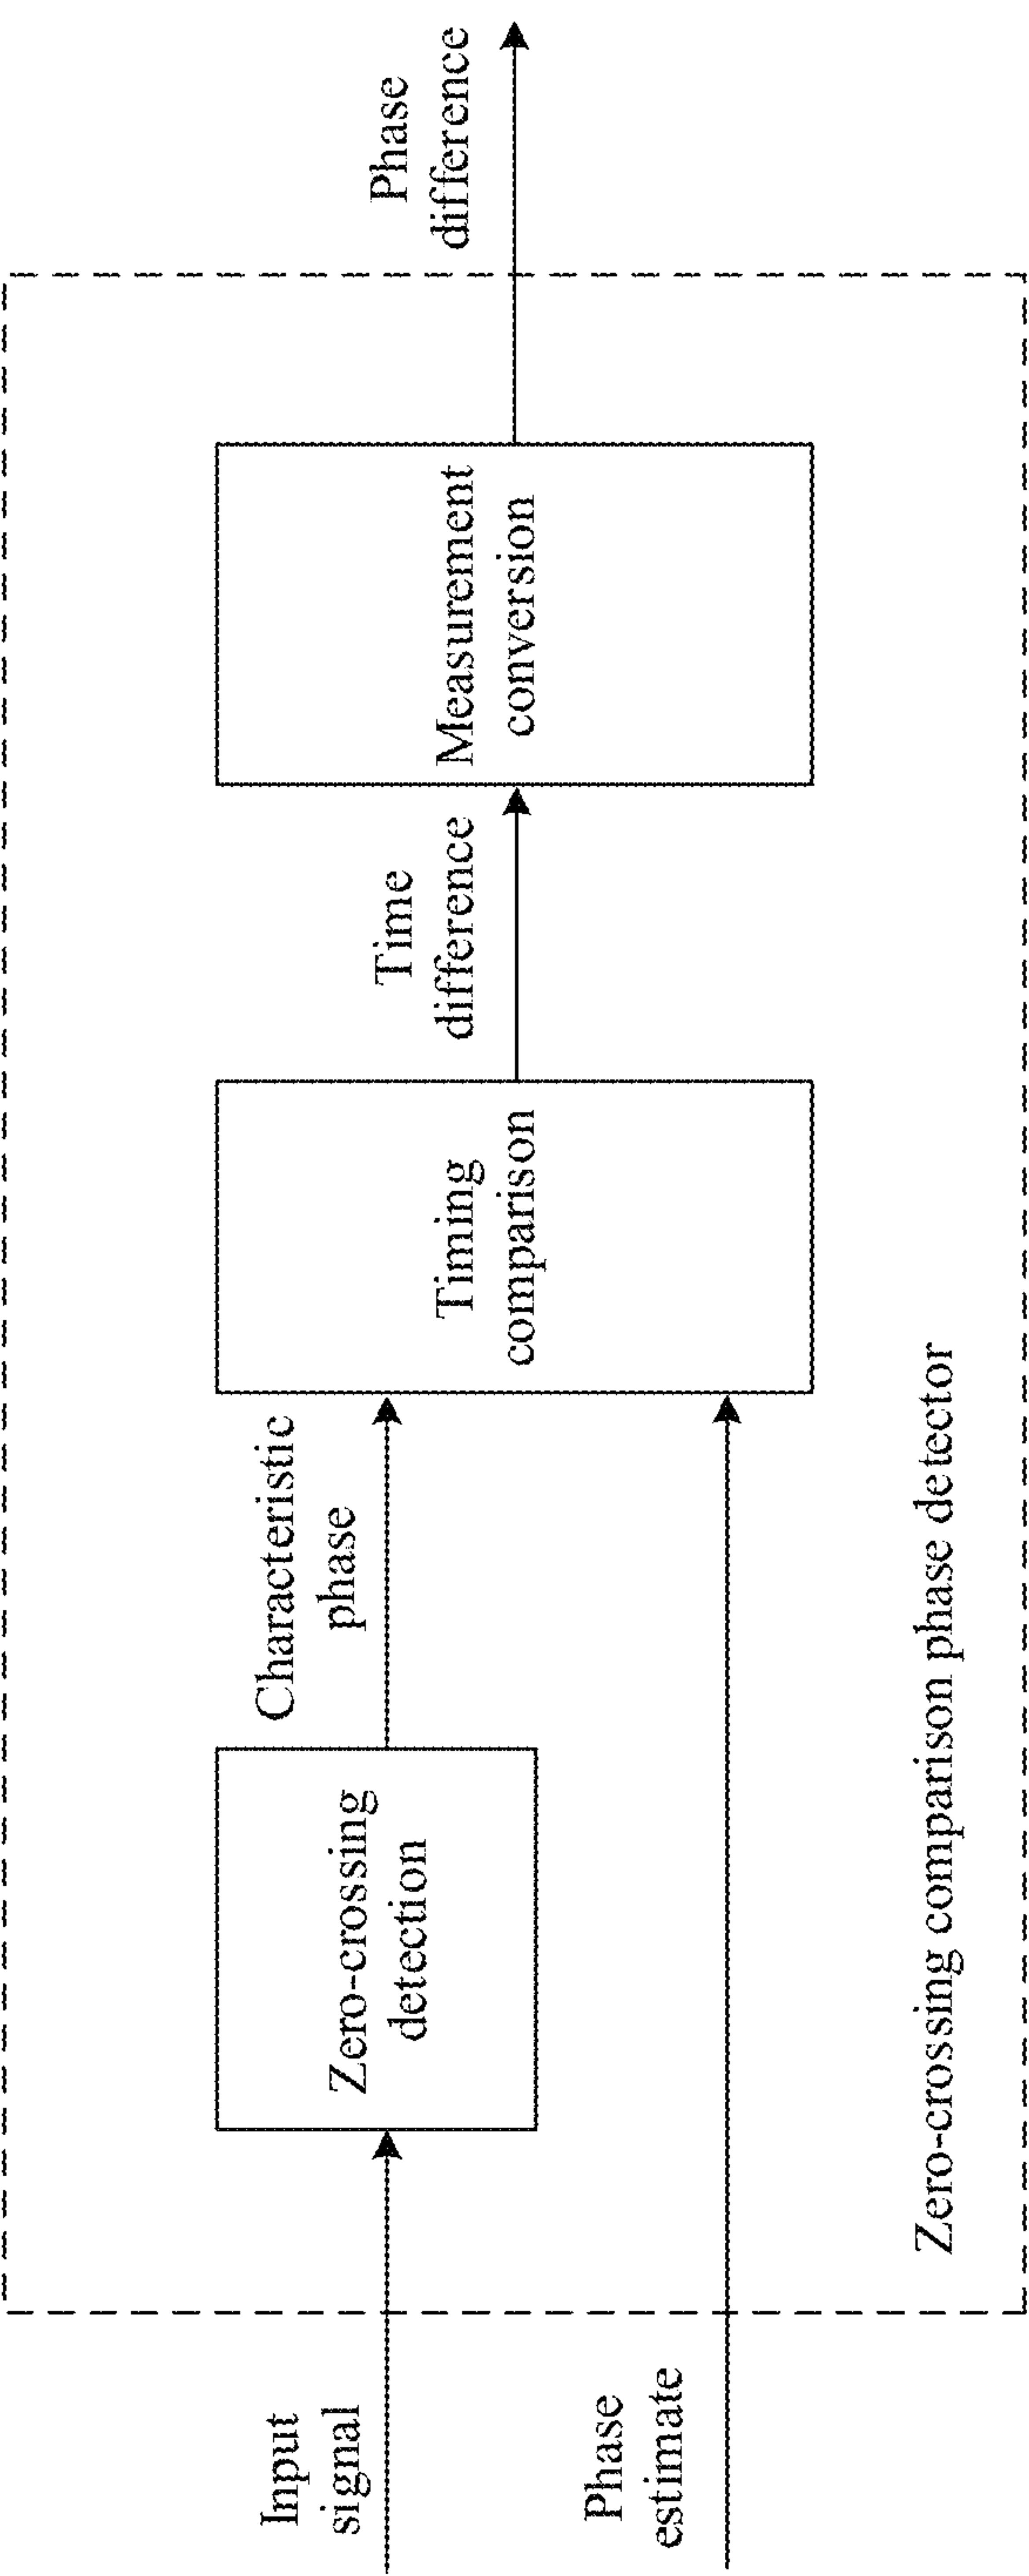 Input
signal
Phase
estimate
Zero-crossing
detection
Characteristic
phase
Timing
comparison
Time
difference
Measurement
conversion
Phase
difference
Zero-crossing comparison phase detector